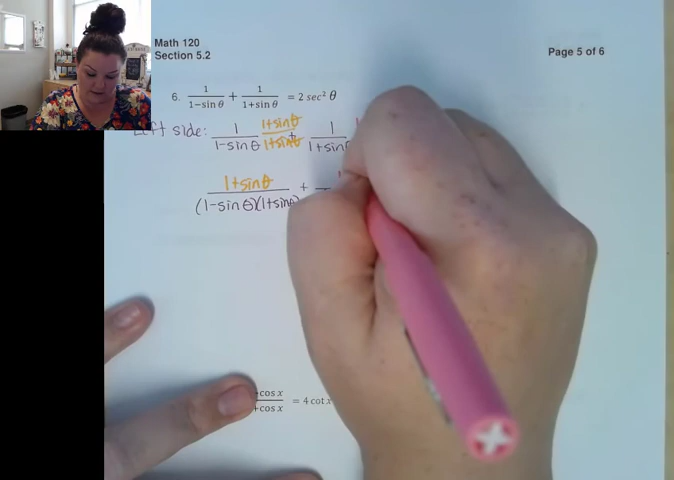 Math 120
Section 5.2
Page 5 of 6
6. 1/(1−sin θ) + 1/(1+sin θ) = 2 sec² θ
Left side: 1/(1-sin θ) (1+sin θ)/(1+sin θ) + 1/(1+sin
(1+sin θ)/((1-sin θ)(1+sin θ)) +
cos x / +cos x = 4 cot x